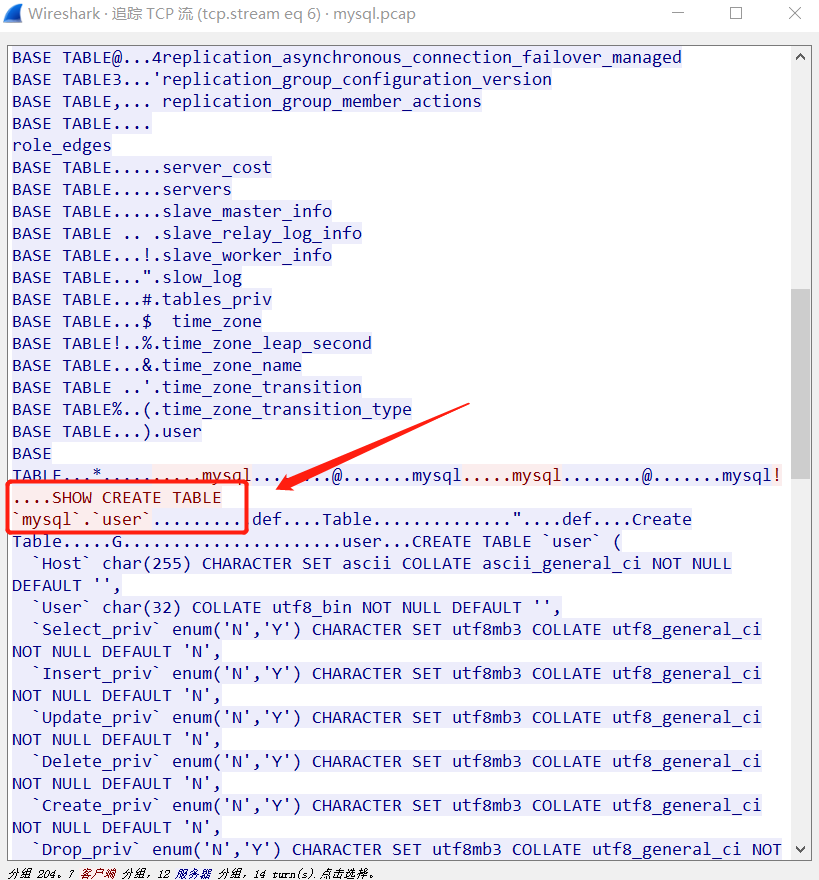 Wireshark · 追踪 TCP 流 (tcp.stream eq 6) · mysql.pcap
BASE TABLE@...4replication_asynchronous_connection_failover_managed
BASE TABLE3...'replication_group_configuration_version
BASE TABLE,... replication_group_member_actions
BASE TABLE....
role_edges
BASE TABLE.....server_cost
BASE TABLE.....servers
BASE TABLE.....slave_master_info
BASE TABLE .. .slave_relay_log_info
BASE TABLE...!.slave_worker_info
BASE TABLE...".slow_log
BASE TABLE...#.tables_priv
BASE TABLE...$  time_zone
BASE TABLE!..%.time_zone_leap_second
BASE TABLE...&.time_zone_name
BASE TABLE ..'.time_zone_transition
BASE TABLE%..(.time_zone_transition_type
BASE TABLE...).user
BASE
TABLE...*..........mysql........@.......mysql.....mysql........@.......mysql!
....SHOW CREATE TABLE
`mysql`.`user`..........def....Table..............."....def....Create
Table.....G......................user...CREATE TABLE `user` (
  `Host` char(255) CHARACTER SET ascii COLLATE ascii_general_ci NOT NULL
DEFAULT '',
  `User` char(32) COLLATE utf8_bin NOT NULL DEFAULT '',
  `Select_priv` enum('N','Y') CHARACTER SET utf8mb3 COLLATE utf8_general_ci
NOT NULL DEFAULT 'N',
  `Insert_priv` enum('N','Y') CHARACTER SET utf8mb3 COLLATE utf8_general_ci
NOT NULL DEFAULT 'N',
  `Update_priv` enum('N','Y') CHARACTER SET utf8mb3 COLLATE utf8_general_ci
NOT NULL DEFAULT 'N',
  `Delete_priv` enum('N','Y') CHARACTER SET utf8mb3 COLLATE utf8_general_ci
NOT NULL DEFAULT 'N',
  `Create_priv` enum('N','Y') CHARACTER SET utf8mb3 COLLATE utf8_general_ci
NOT NULL DEFAULT 'N',
  `Drop_priv` enum('N','Y') CHARACTER SET utf8mb3 COLLATE utf8_general_ci NOT
分组 204。7 客户端 分组，12 服务器 分组，14 turn(s).点击选择。